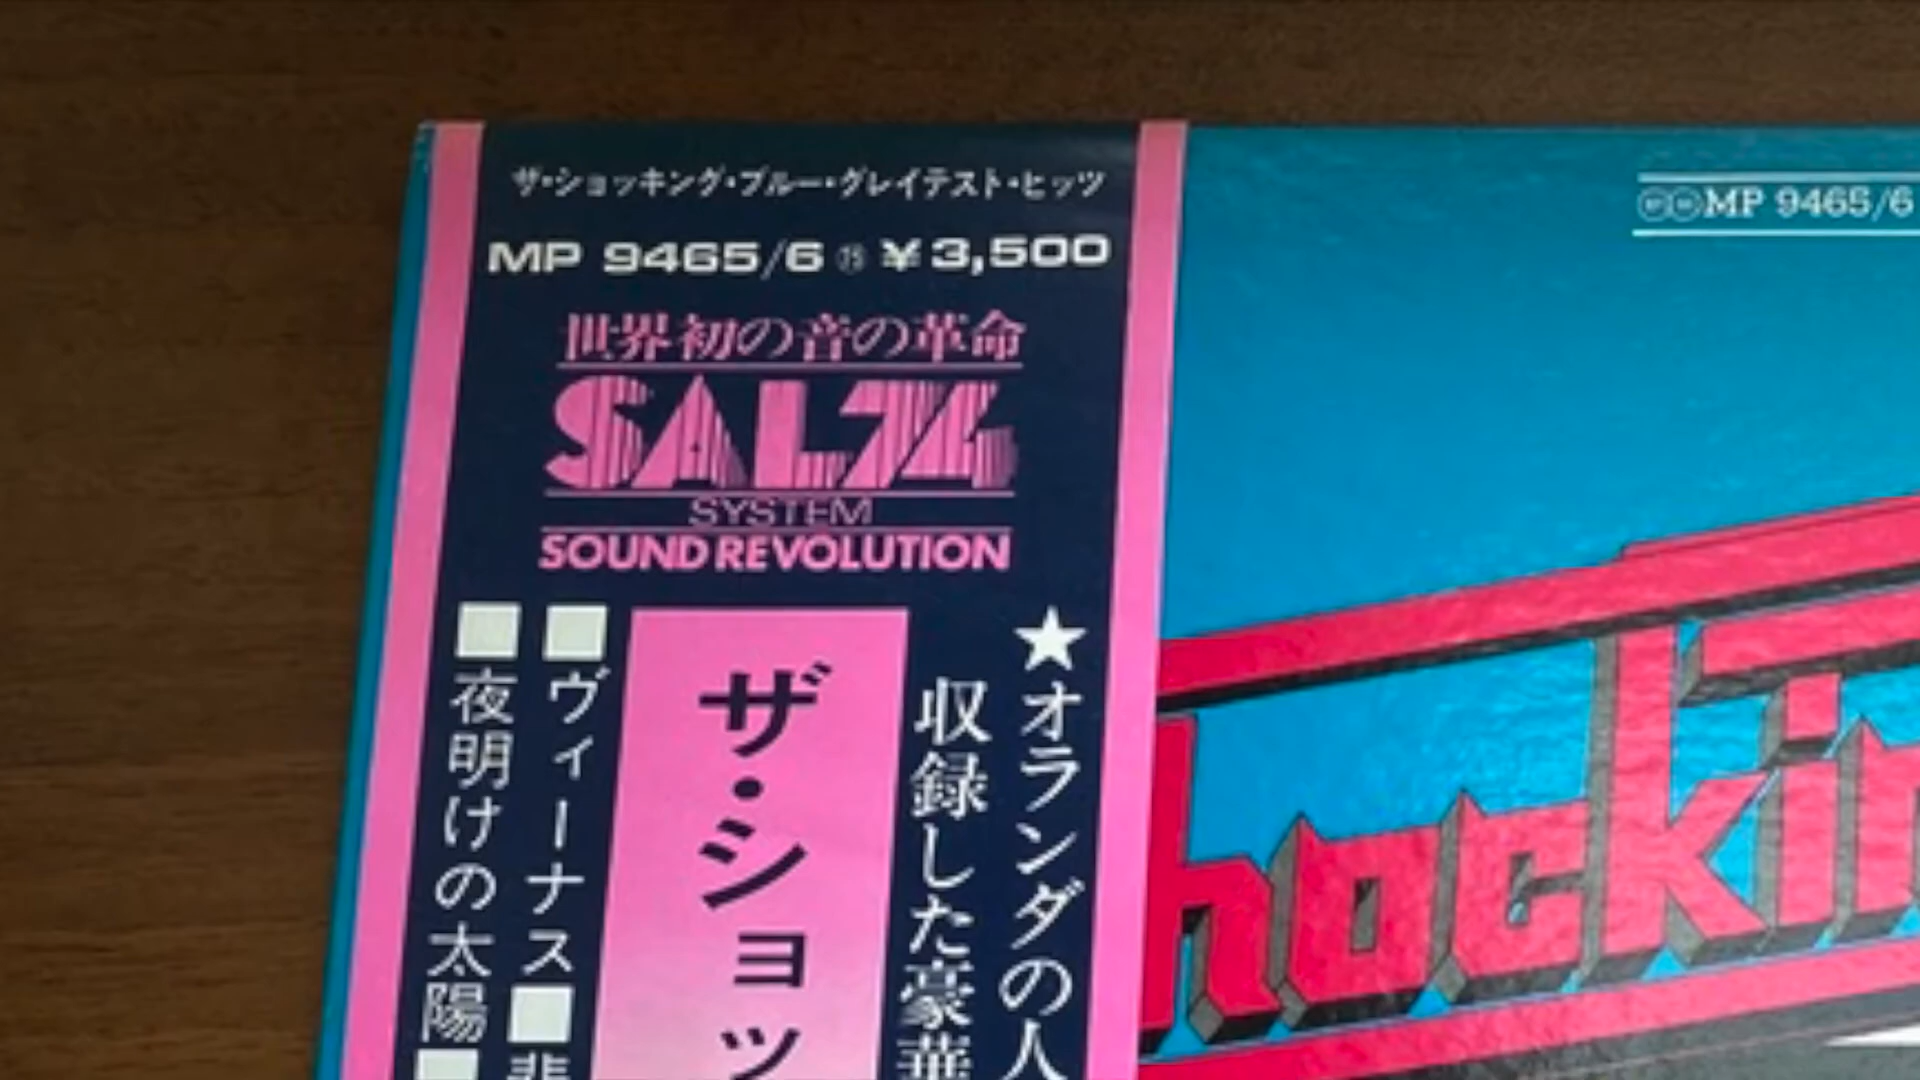 ザ・ショッキング・ブルー・グレイテスト・ヒッツ
MP 9465/6 ⑮ ¥3,500
世界初の音の革命
SAL74
SYSTEM
SOUND REVOLUTION
★オランダの人
収録した豪華
ザ・ショッ
■ヴィーナス■悲
■夜明けの太陽■
MP 9465/6
hockin